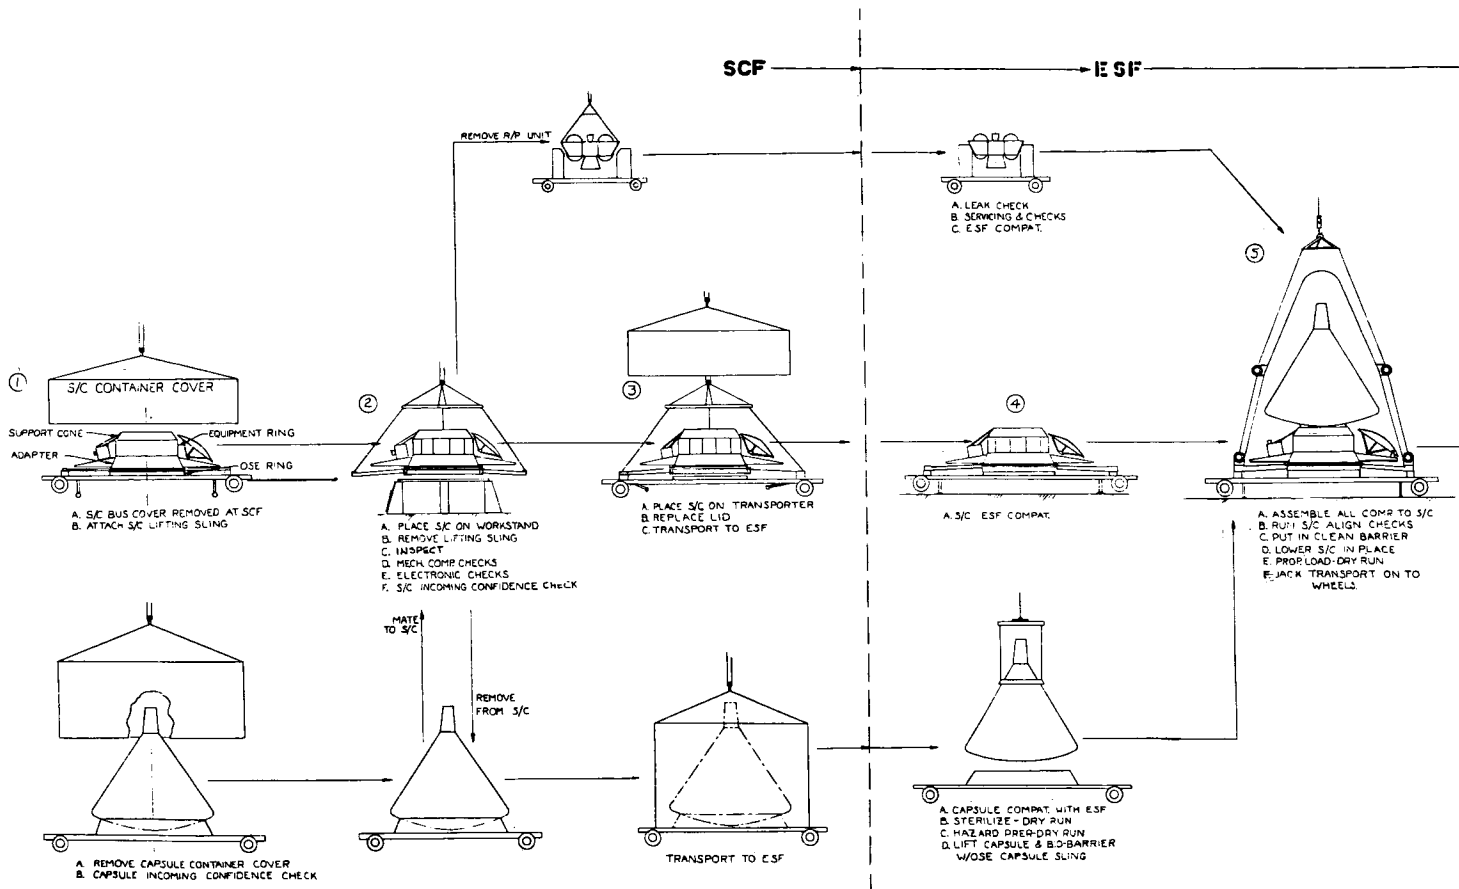 SCF
ESF
REMOVE R/P UNIT
A. LEAK CHECK
B. SERVICING & CHECKS
C. ESF COMPAT.
1
S/C CONTAINER COVER
SUPPORT CONE
EQUIPMENT RING
ADAPTER
OSE RING
A. S/C BUS COVER REMOVED AT SCF
B. ATTACH S/C LIFTING SLING
2
A. PLACE S/C ON WORKSTAND
B. REMOVE LIFTING SLING
C. INSPECT
D. MECH. COMP. CHECKS
E. ELECTRONIC CHECKS
F. S/C INCOMING CONFIDENCE CHECK
3
A. PLACE S/C ON TRANSPORTER
B. REPLACE LID
C. TRANSPORT TO ESF
4
A. S/C ESF COMPAT.
5
A. ASSEMBLE ALL COMP TO S/C
B. RUN S/C ALIGN CHECKS
C. PUT IN CLEAN BARRIER
D. LOWER S/C IN PLACE
E. PROP. LOAD-DRY RUN
F. JACK TRANSPORT ON TO
WHEELS.
MATE
TO S/C
REMOVE
FROM S/C
A. REMOVE CAPSULE CONTAINER COVER
B. CAPSULE INCOMING CONFIDENCE CHECK
TRANSPORT TO ESF
A. CAPSULE COMPAT. WITH ESF
B. STERILIZE - DRY RUN
C. HAZARD PREP-DRY RUN
D. LIFT CAPSULE & BIO-BARRIER
W/OSE CAPSULE SLING